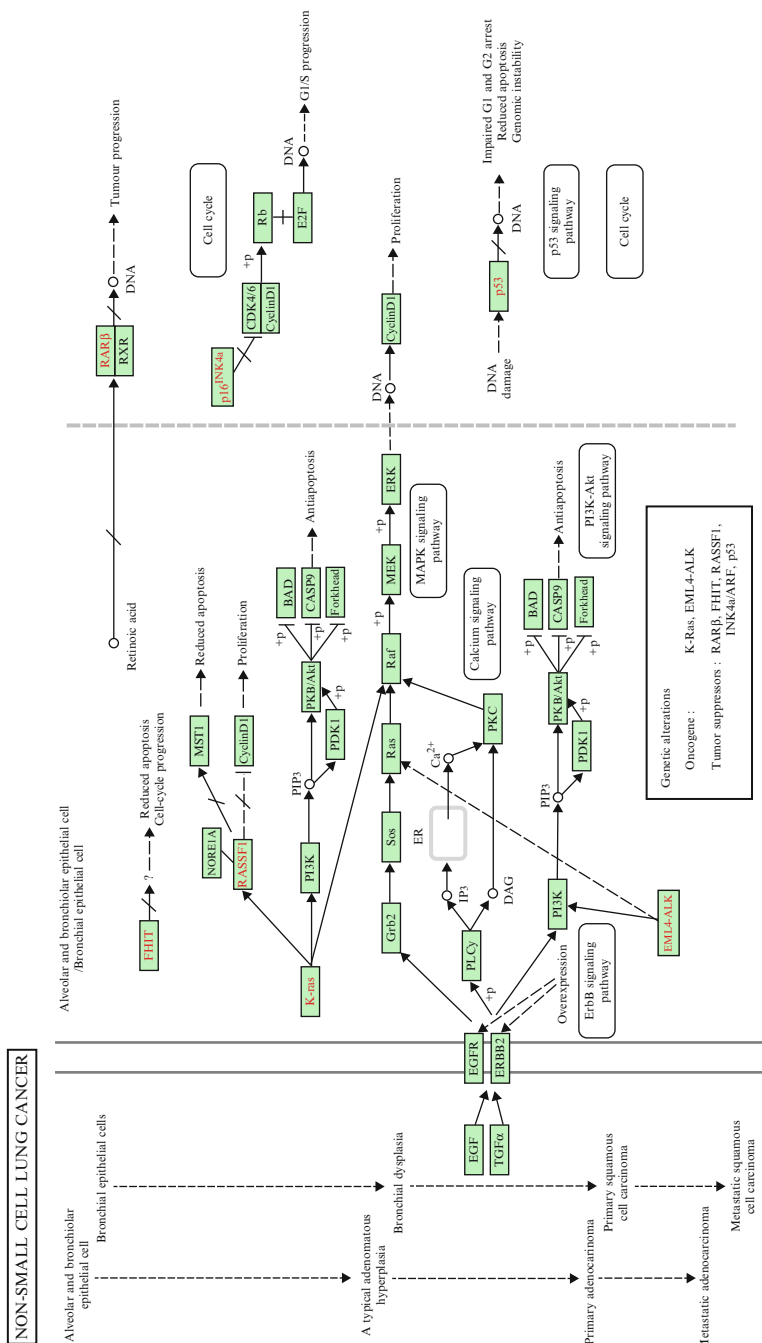 NON-SMALL CELL LUNG CANCER
Alveolar and bronchiolar
epithelial cell
Bronchial epithelial cells
A typical adenomatous
hyperplasia
Bronchial dysplasia
Primary adenocarinoma
Primary squamous
cell carcinoma
Metastatic adenocarcinoma
Metastatic squamous
cell carcinoma
Alveolar and bronchiolar epithelial cell
/Bronchial epithelial cell
FHIT
?
Reduced apoptosis
Cell-cycle progression
NORE1A
RASSF1
MST1
Reduced apoptosis
CyclinD1
Proliferation
K-ras
PI3K
PIP3
PKB/Akt
PDK1
+p
+p
+p
+p
BAD
CASP9
Forkhead
Antiapoptosis
EGF
TGFα
EGFR
ERBB2
Grb2
Sos
Ras
Raf
+p
MEK
+p
ERK
DNA
CyclinD1
Proliferation
MAPK signaling
pathway
+p
PLCγ
IP3
DAG
ER
Ca2+
PKC
Calcium signaling
pathway
Overexpression
ErbB signaling
pathway
PI3K
PIP3
PKB/Akt
PDK1
+p
+p
+p
+p
BAD
CASP9
Forkhead
Antiapoptosis
PI3K-Akt
signaling pathway
EML4-ALK
Retinoic acid
RARβ
RXR
DNA
Tumour progression
p16INK4a
CDK4/6
CyclinD1
+p
Rb
E2F
DNA
G1/S progression
Cell cycle
DNA
damage
p53
DNA
Impaired G1 and G2 arrest
Reduced apoptosis
Genomic instability
p53 signaling
pathway
Cell cycle
Genetic alterations
Oncogene : K-Ras, EML4-ALK
Tumor suppressors : RARβ, FHIT, RASSF1,
INK4a/ARF, p53